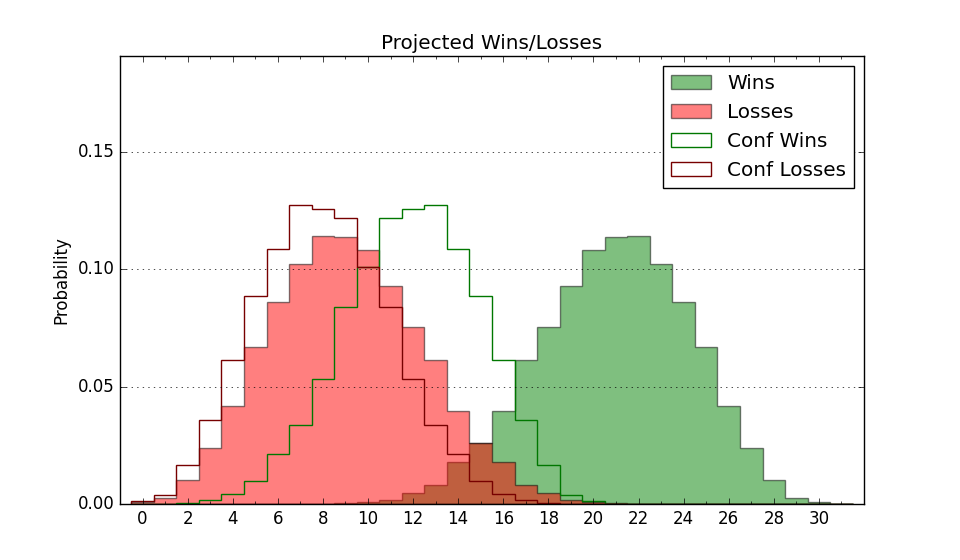 Projected Wins/Losses
Wins
Losses
Conf Wins
Conf Losses
Probability
0.15
0.10
0.05
0.00
0 2 4 6 8 10 12 14 16 18 20 22 24 26 28 30